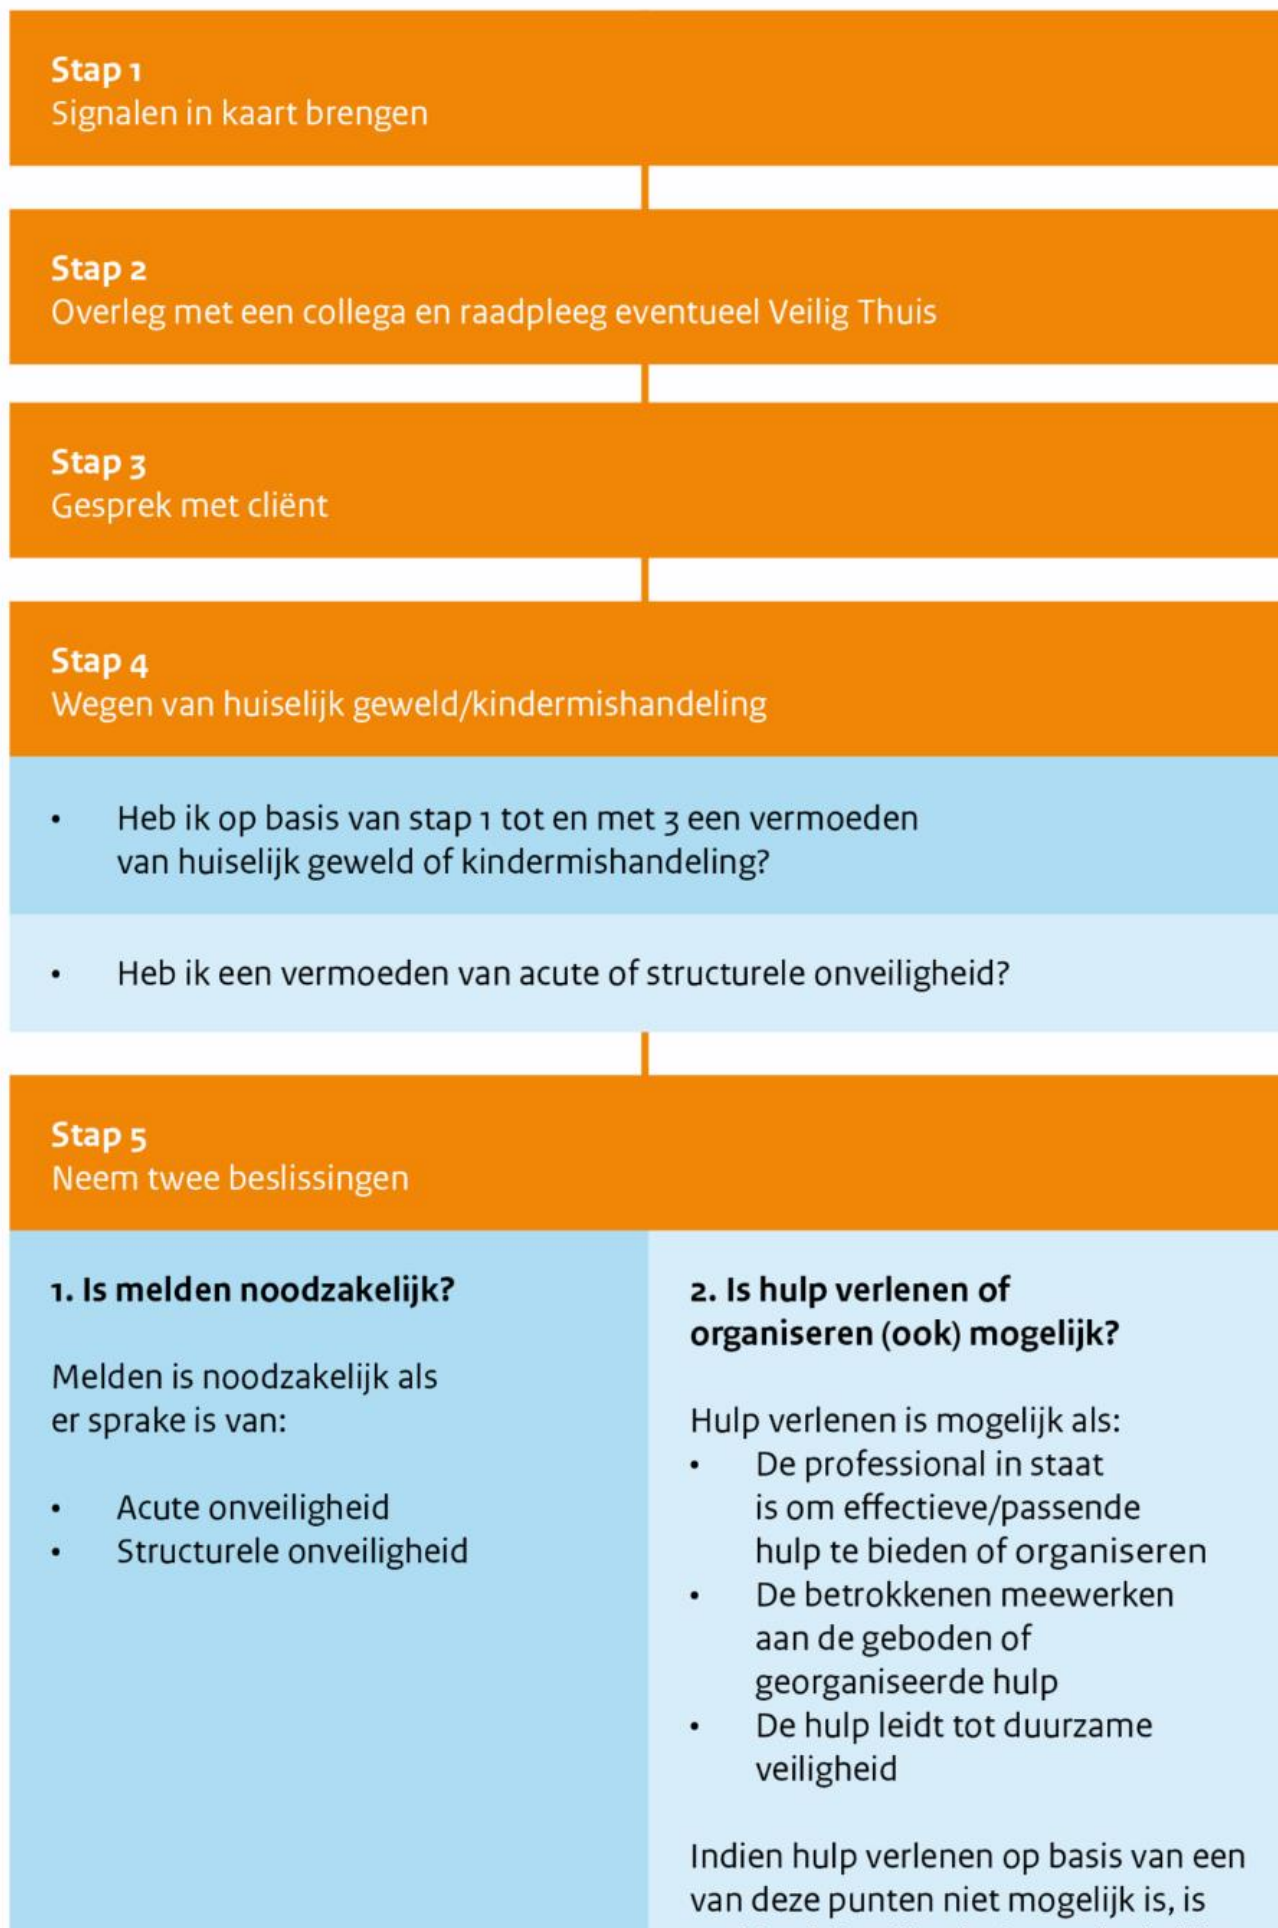 Stap 1
Signalen in kaart brengen
Stap 2
Overleg met een collega en raadpleeg eventueel Veilig Thuis
Stap 3
Gesprek met cliënt
Stap 4
Wegen van huiselijk geweld/kindermishandeling
• Heb ik op basis van stap 1 tot en met 3 een vermoeden
van huiselijk geweld of kindermishandeling?
• Heb ik een vermoeden van acute of structurele onveiligheid?
Stap 5
Neem twee beslissingen
1. Is melden noodzakelijk?
Melden is noodzakelijk als
er sprake is van:
• Acute onveiligheid
• Structurele onveiligheid
2. Is hulp verlenen of
organiseren (ook) mogelijk?
Hulp verlenen is mogelijk als:
• De professional in staat
is om effectieve/passende
hulp te bieden of organiseren
• De betrokkenen meewerken
aan de geboden of
georganiseerde hulp
• De hulp leidt tot duurzame
veiligheid
Indien hulp verlenen op basis van een
van deze punten niet mogelijk is, is